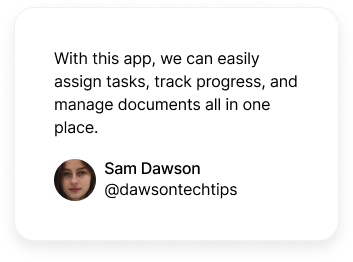 With this app, we can easily
assign tasks, track progress, and
manage documents all in one
place.
Sam Dawson
@dawsontechtips